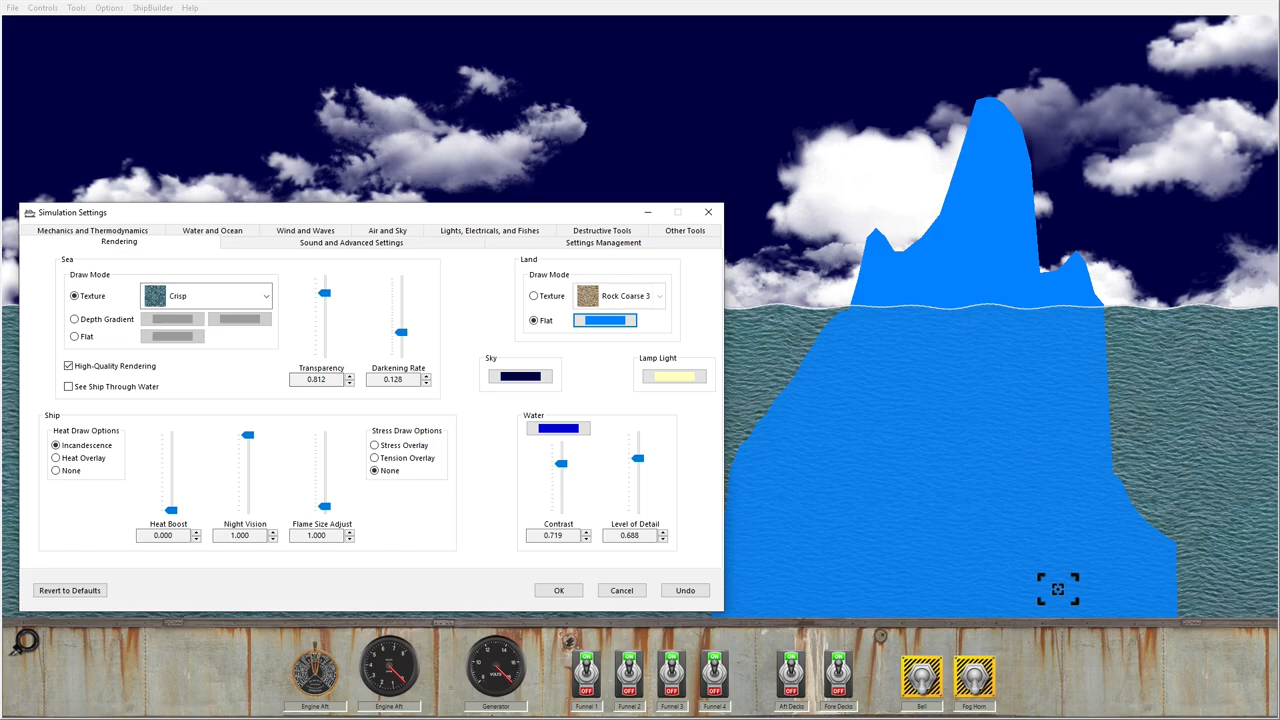 File Controls Tools Options ShipBuilder Help
Simulation Settings
Mechanics and Thermodynamics Water and Ocean Wind and Waves Air and Sky Lights, Electricals, and Fishes Destructive Tools Other Tools
Rendering Sound and Advanced Settings Settings Management
Sea
Draw Mode
Texture Crisp
Depth Gradient
Flat
High-Quality Rendering
See Ship Through Water
Transparency
0.812
Darkening Rate
0.128
Land
Draw Mode
Texture Rock Coarse 3
Flat
Sky
Lamp Light
Ship
Heat Draw Options
Incandescence
Heat Overlay
None
Heat Boost
0.000
Night Vision
1.000
Flame Size Adjust
1.000
Stress Draw Options
Stress Overlay
Tension Overlay
None
Water
Contrast
0.719
Level of Detail
0.688
Revert to Defaults OK Cancel Undo
VOLTS
ON ON ON ON ON ON
OFF OFF OFF OFF OFF OFF
Engine Aft Engine Aft Generator Funnel 1 Funnel 2 Funnel 3 Funnel 4 Aft Decks Fore Decks Bell Fog Horn